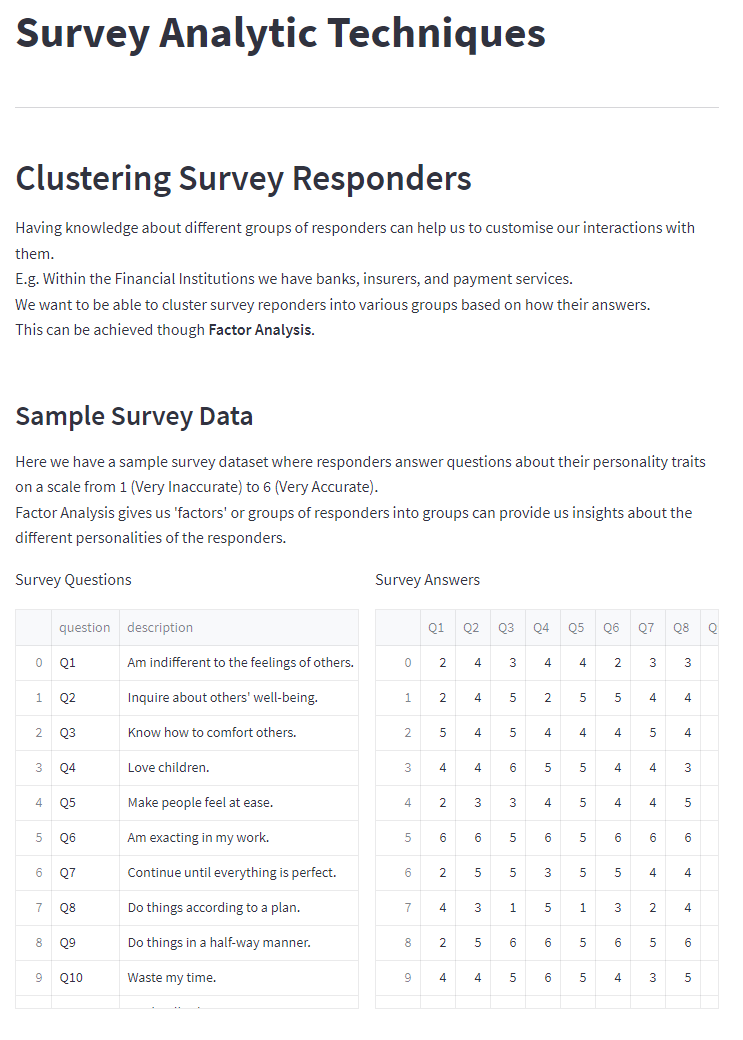 Survey Analytic Techniques
Clustering Survey Responders
Having knowledge about different groups of responders can help us to customise our interactions with
them.
E.g. Within the Financial Institutions we have banks, insurers, and payment services.
We want to be able to cluster survey reponders into various groups based on how their answers.
This can be achieved though Factor Analysis.
Sample Survey Data
Here we have a sample survey dataset where responders answer questions about their personality traits
on a scale from 1 (Very Inaccurate) to 6 (Very Accurate).
Factor Analysis gives us 'factors' or groups of responders into groups can provide us insights about the
different personalities of the responders.
Survey Questions
question description
0 Q1 Am indifferent to the feelings of others.
1 Q2 Inquire about others' well-being.
2 Q3 Know how to comfort others.
3 Q4 Love children.
4 Q5 Make people feel at ease.
5 Q6 Am exacting in my work.
6 Q7 Continue until everything is perfect.
7 Q8 Do things according to a plan.
8 Q9 Do things in a half-way manner.
9 Q10 Waste my time.
Survey Answers
Q1 Q2 Q3 Q4 Q5 Q6 Q7 Q8 Q
0 2 4 3 4 4 2 3 3
1 2 4 5 2 5 5 4 4
2 5 4 5 4 4 4 5 4
3 4 4 6 5 5 4 4 3
4 2 3 3 4 5 4 4 5
5 6 6 5 6 5 6 6 6
6 2 5 5 3 5 5 4 4
7 4 3 1 5 1 3 2 4
8 2 5 6 6 5 6 5 6
9 4 4 5 6 5 4 3 5